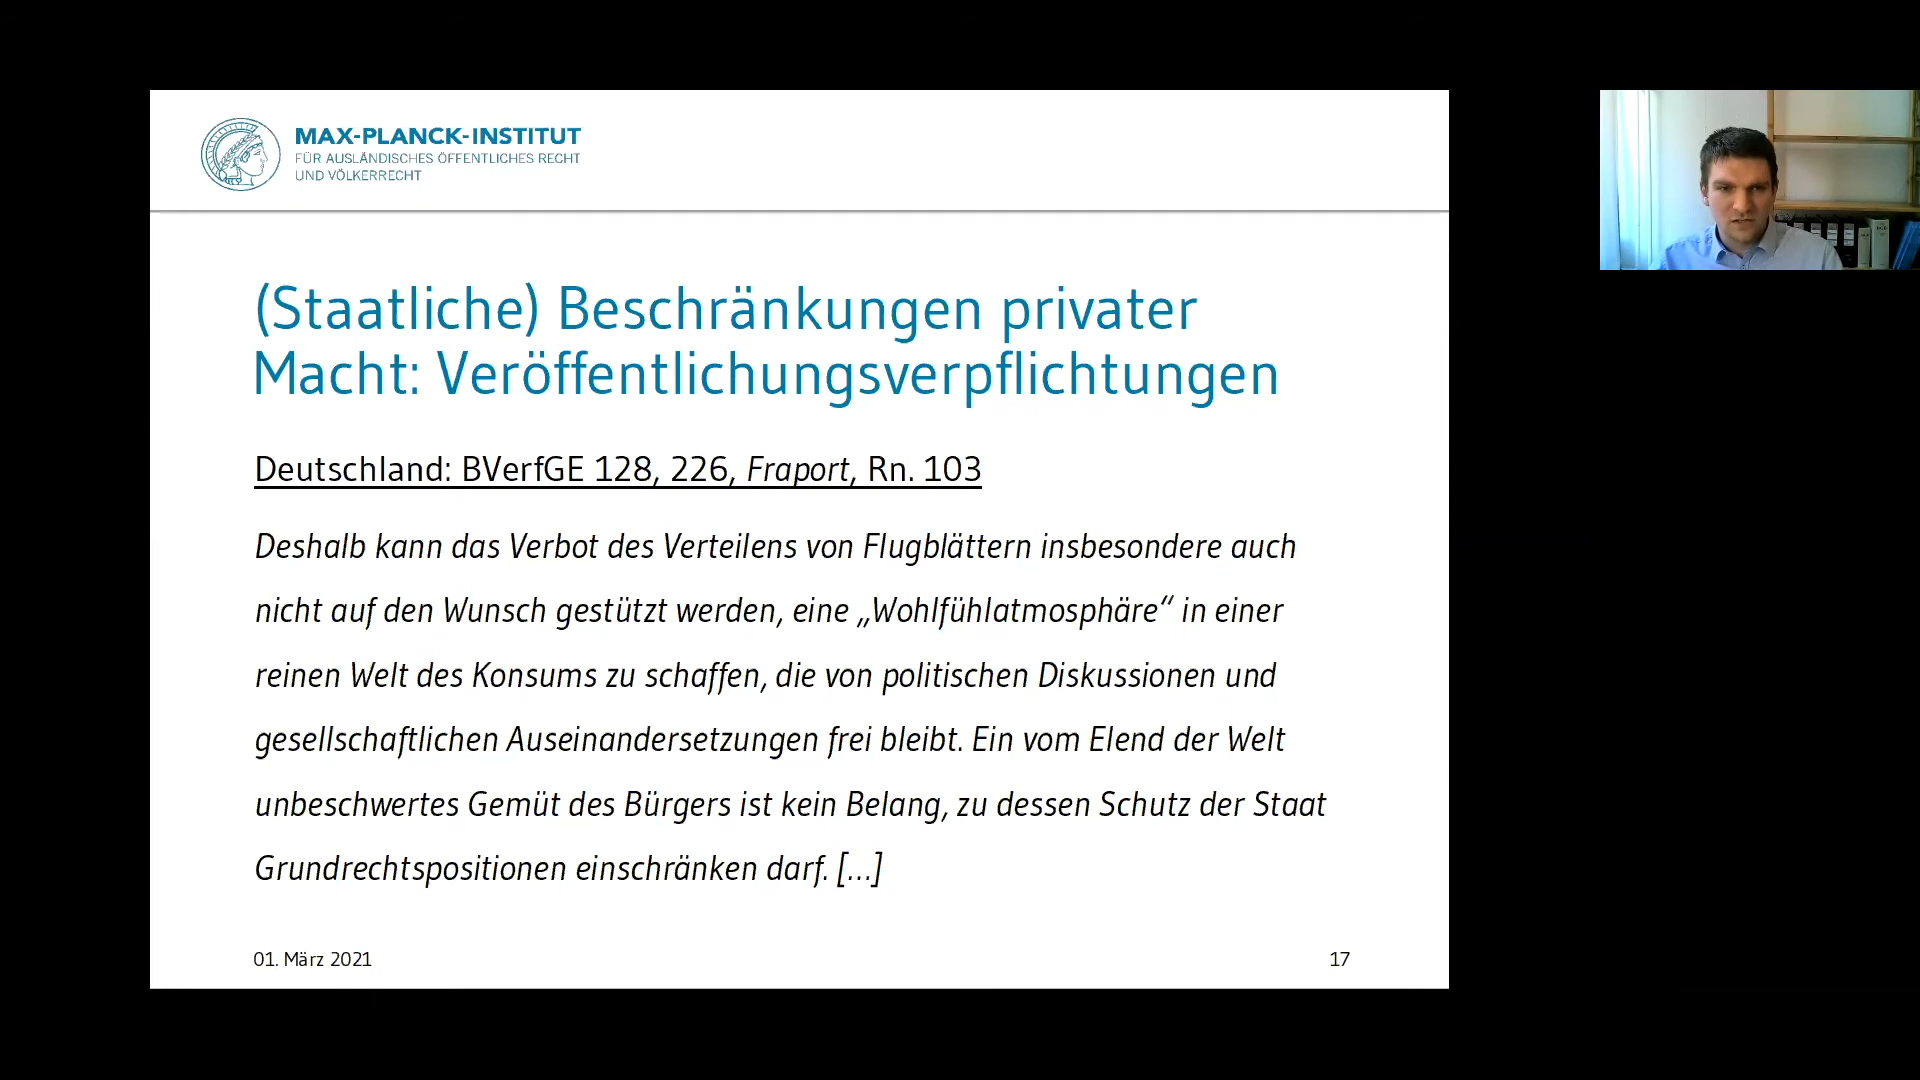 MAX-PLANCK-INSTITUT
FÜR AUSLÄNDISCHES ÖFFENTLICHES RECHT
UND VÖLKERRECHT
(Staatliche) Beschränkungen privater
Macht: Veröffentlichungsverpflichtungen
Deutschland: BVerfGE 128, 226, Fraport, Rn. 103
Deshalb kann das Verbot des Verteilens von Flugblättern insbesondere auch
nicht auf den Wunsch gestützt werden, eine „Wohlfühlatmosphäre“ in einer
reinen Welt des Konsums zu schaffen, die von politischen Diskussionen und
gesellschaftlichen Auseinandersetzungen frei bleibt. Ein vom Elend der Welt
unbeschwertes Gemüt des Bürgers ist kein Belang, zu dessen Schutz der Staat
Grundrechtspositionen einschränken darf. […]
01. März 2021
17